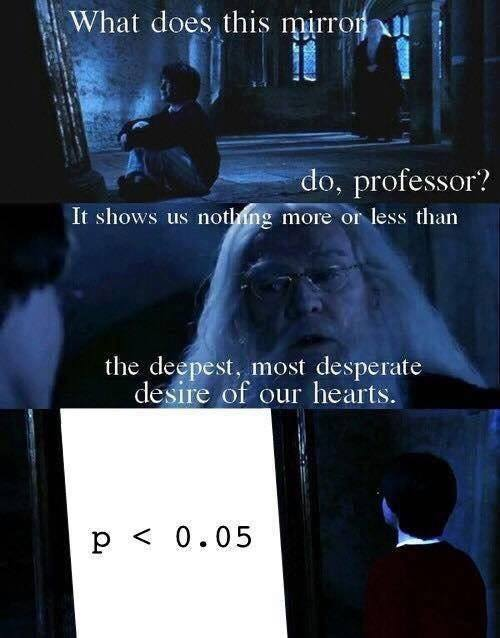 What does this mirror
do, professor?
It shows us nothing more or less than
the deepest, most desperate
desire of our hearts.
p < 0.05